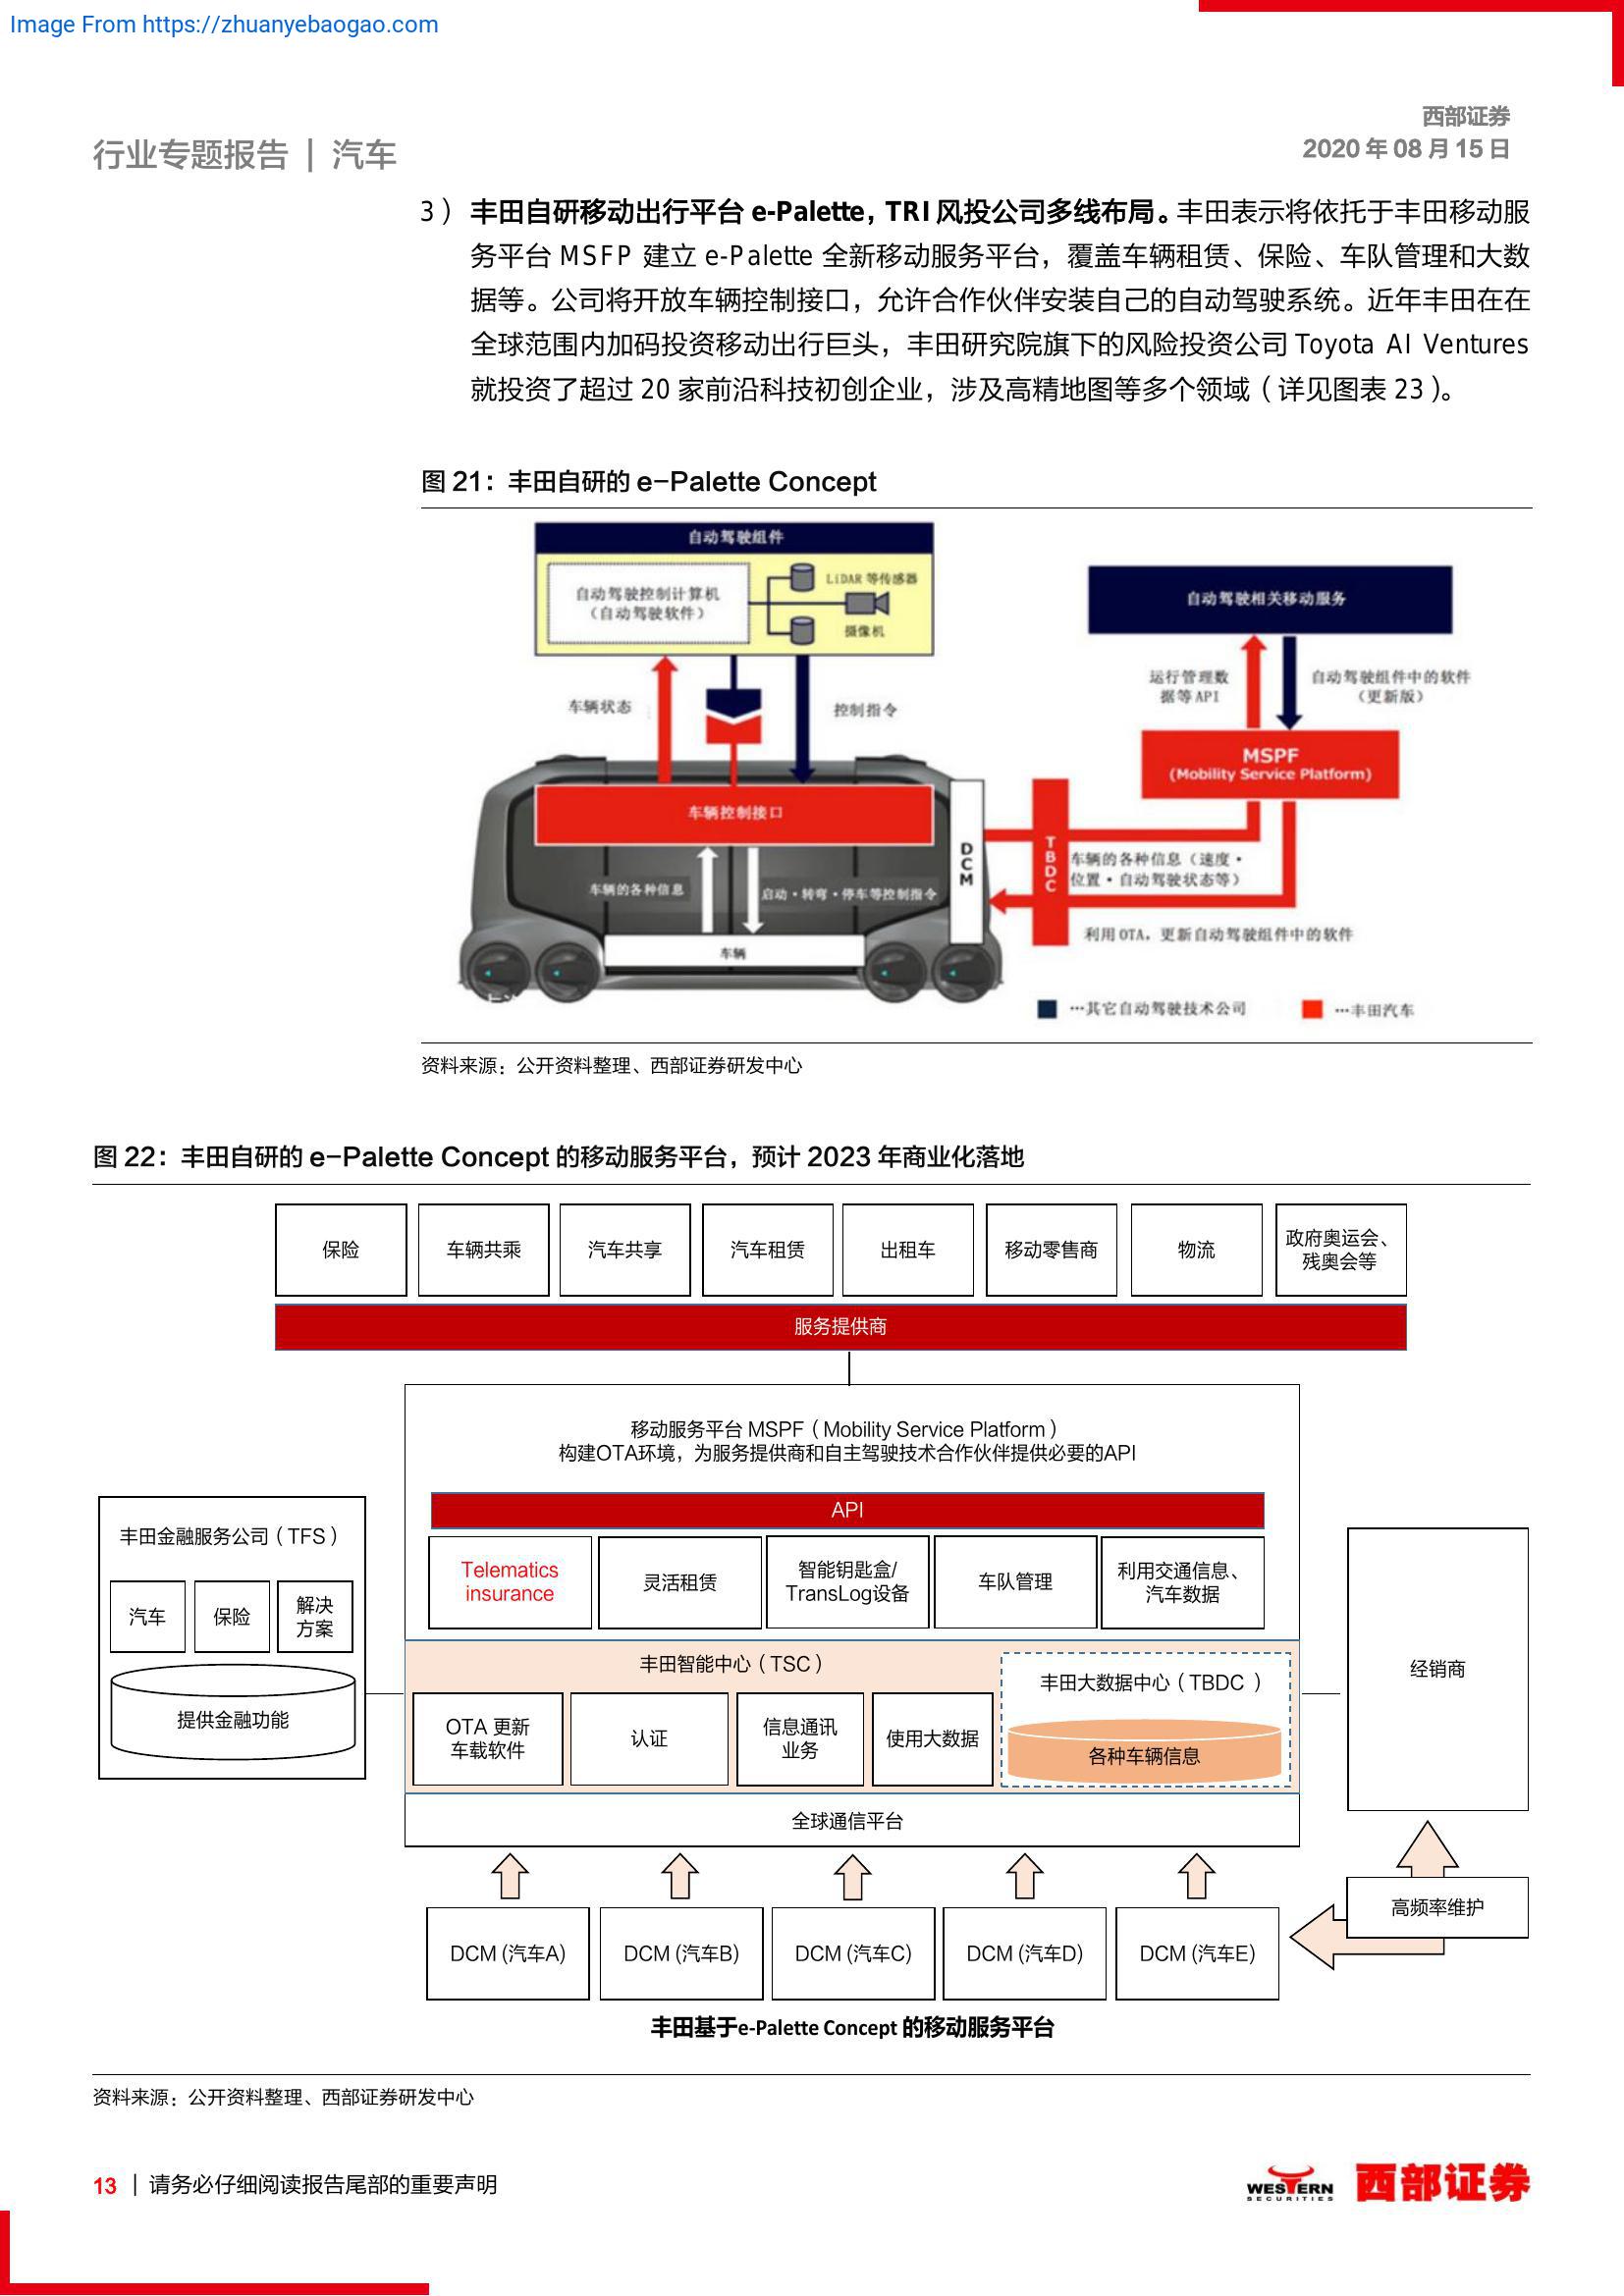 Image From https://zhuanyebaogao.com
西部证券
行业专题报告 | 汽车
2020 年 08 月 15 日
3） 丰田自研移动出行平台 e-Palette，TRI 风投公司多线布局。丰田表示将依托于丰田移动服
务平台 MSFP 建立 e-Palette 全新移动服务平台，覆盖车辆租赁、保险、车队管理和大数
据等。公司将开放车辆控制接口，允许合作伙伴安装自己的自动驾驶系统。近年丰田在在
全球范围内加码投资移动出行巨头，丰田研究院旗下的风险投资公司 Toyota AI Ventures
就投资了超过 20 家前沿科技初创企业，涉及高精地图等多个领域（详见图表 23）。
图 21：丰田自研的 e-Palette Concept
自动驾驶组件
自动驾驶控制计算机
（自动驾驶软件）
LiDAR 等传感器
摄像机
自动驾驶相关移动服务
车辆状态
控制指令
运行管理数
据等 API
自动驾驶组件中的软件
（更新版）
MSPF
(Mobility Service Platform)
车辆控制接口
DCM
TBDC
车辆的各种信息（速度・
位置・自动驾驶状态等）
车辆的各种信息
启动・转弯・停车等控制指令
利用 OTA，更新自动驾驶组件中的软件
车辆
…其它自动驾驶技术公司
…丰田汽车
资料来源：公开资料整理、西部证券研发中心
图 22：丰田自研的 e-Palette Concept 的移动服务平台，预计 2023 年商业化落地
保险
车辆共乘
汽车共享
汽车租赁
出租车
移动零售商
物流
政府奥运会、
残奥会等
服务提供商
移动服务平台 MSPF（Mobility Service Platform）
构建OTA环境，为服务提供商和自主驾驶技术合作伙伴提供必要的API
API
Telematics
insurance
灵活租赁
智能钥匙盒/
TransLog设备
车队管理
利用交通信息、
汽车数据
丰田金融服务公司（TFS）
汽车
保险
解决
方案
提供金融功能
丰田智能中心（TSC）
OTA 更新
车载软件
认证
信息通讯
业务
使用大数据
丰田大数据中心（TBDC ）
各种车辆信息
经销商
全球通信平台
高频率维护
DCM (汽车A)
DCM (汽车B)
DCM (汽车C)
DCM (汽车D)
DCM (汽车E)
丰田基于e-Palette Concept 的移动服务平台
资料来源：公开资料整理、西部证券研发中心
13 | 请务必仔细阅读报告尾部的重要声明
WESTERN
SECURITIES
西部证券